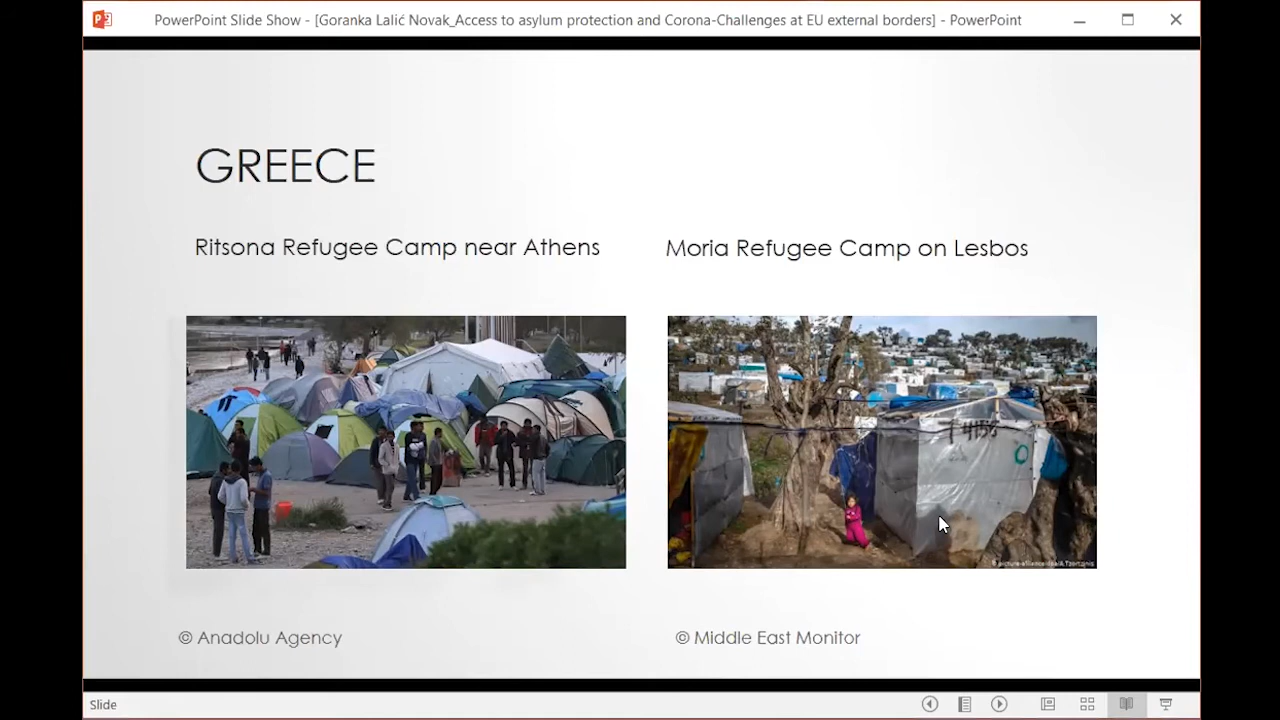 PowerPoint Slide Show - [Goranka Lalić Novak_Access to asylum protection and Corona-Challenges at EU external borders] - PowerPoint
GREECE
Ritsona Refugee Camp near Athens
Moria Refugee Camp on Lesbos
© Anadolu Agency
© Middle East Monitor
Slide